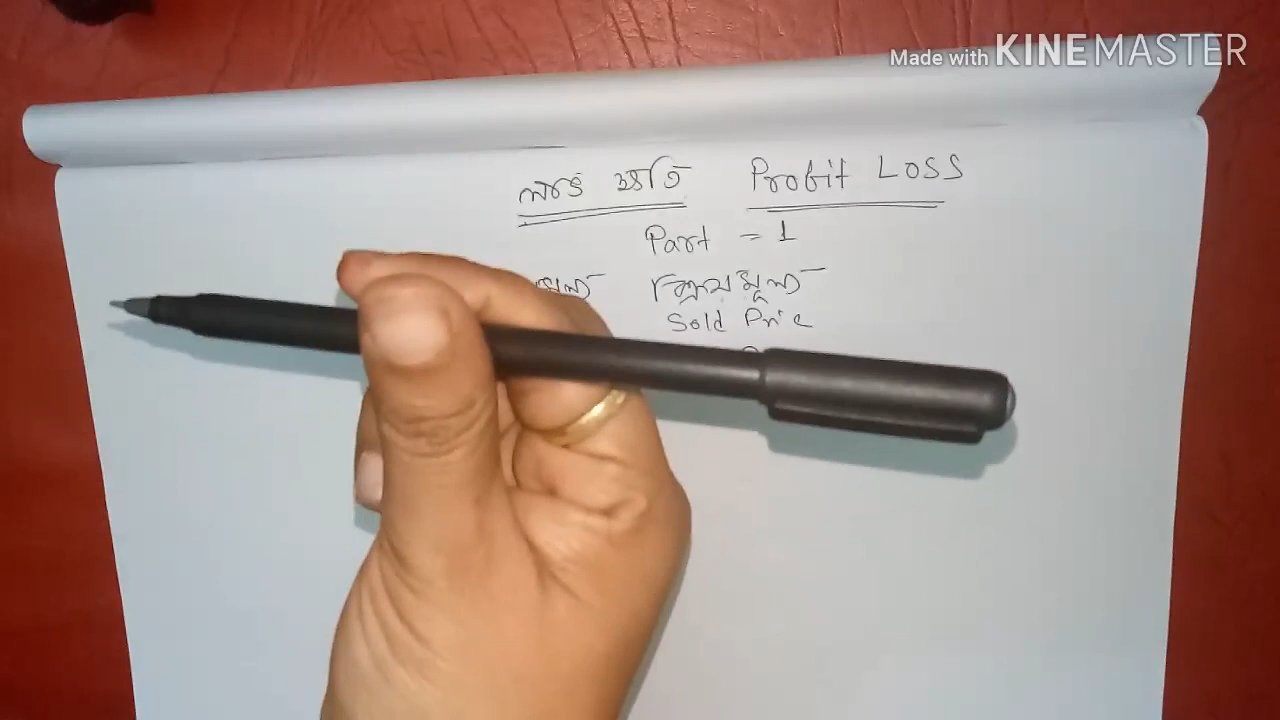 Made with KINEMASTER
লাভ ক্ষতি Profit Loss
Part = 1
মূল্য বিক্রয়মূল্য
Sold Price